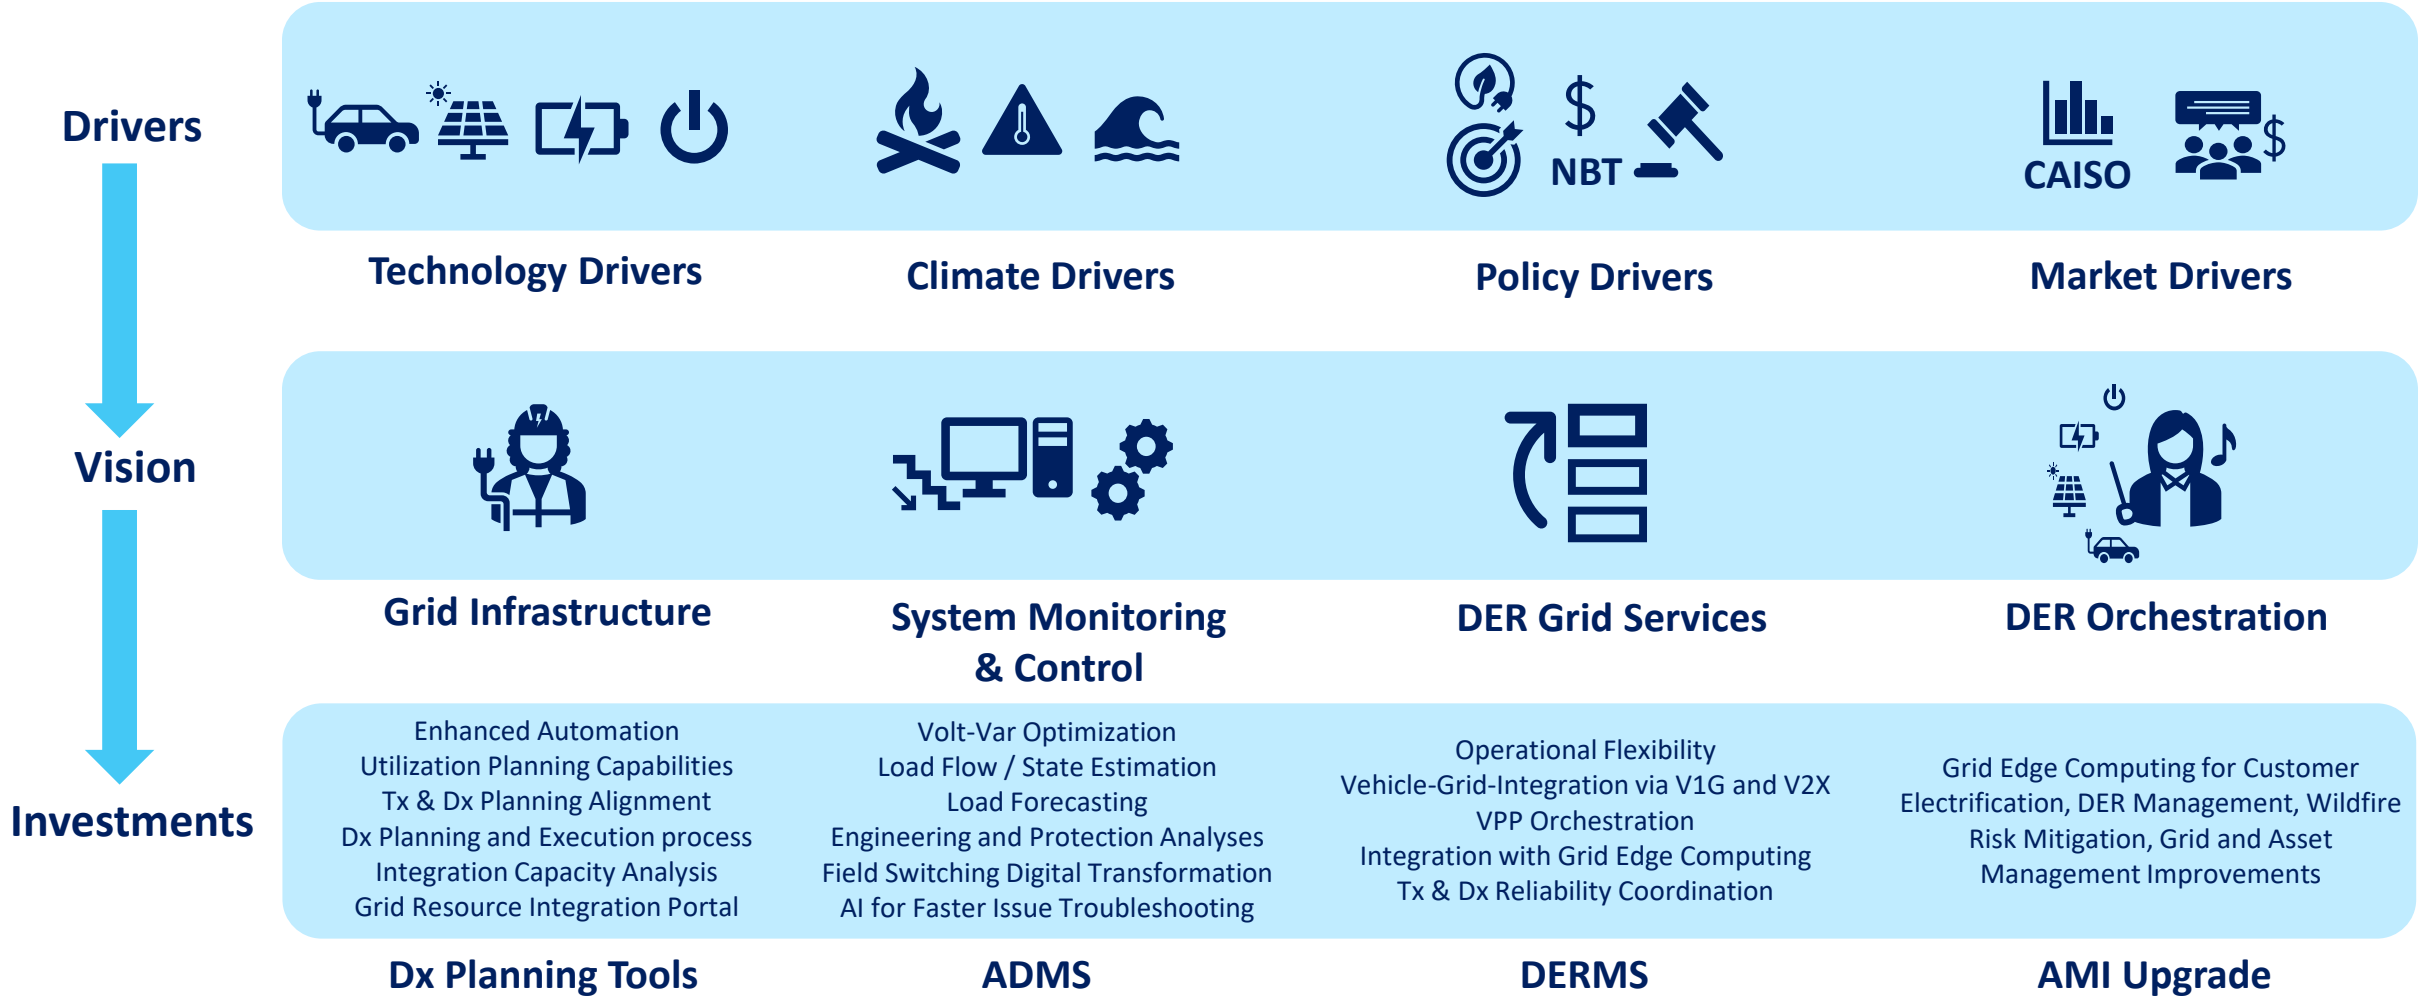 Drivers
$
NBT
CAISO
$
Technology Drivers
Climate Drivers
Policy Drivers
Market Drivers
Vision
Grid Infrastructure
System Monitoring
& Control
DER Grid Services
DER Orchestration
Investments
Enhanced Automation
Utilization Planning Capabilities
Tx & Dx Planning Alignment
Dx Planning and Execution process
Integration Capacity Analysis
Grid Resource Integration Portal
Volt-Var Optimization
Load Flow / State Estimation
Load Forecasting
Engineering and Protection Analyses
Field Switching Digital Transformation
AI for Faster Issue Troubleshooting
Operational Flexibility
Vehicle-Grid-Integration via V1G and V2X
VPP Orchestration
Integration with Grid Edge Computing
Tx & Dx Reliability Coordination
Grid Edge Computing for Customer
Electrification, DER Management, Wildfire
Risk Mitigation, Grid and Asset
Management Improvements
Dx Planning Tools
ADMS
DERMS
AMI Upgrade